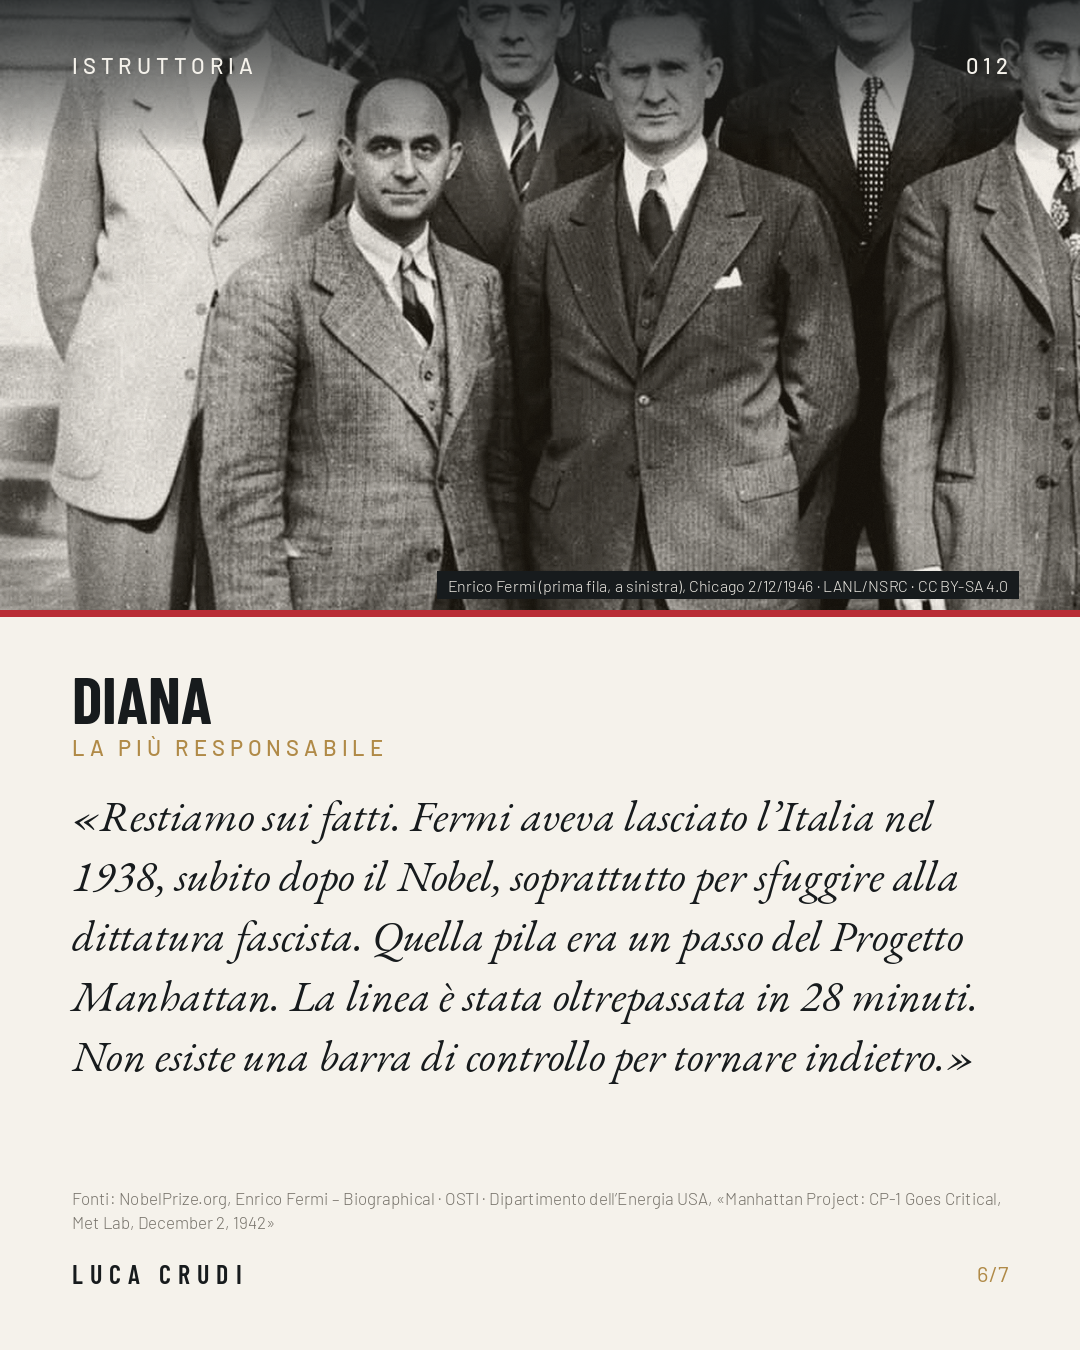 ISTRUTTORIA
012
Enrico Fermi (prima fila, a sinistra), Chicago 2/12/1946 · LANL/NSRC · CC BY-SA 4.0
DIANA
LA PIÙ RESPONSABILE
«Restiamo sui fatti. Fermi aveva lasciato l’Italia nel
1938, subito dopo il Nobel, soprattutto per sfuggire alla
dittatura fascista. Quella pila era un passo del Progetto
Manhattan. La linea è stata oltrepassata in 28 minuti.
Non esiste una barra di controllo per tornare indietro.»
Fonti: NobelPrize.org, Enrico Fermi – Biographical · OSTI · Dipartimento dell’Energia USA, «Manhattan Project: CP-1 Goes Critical,
Met Lab, December 2, 1942»
LUCA CRUDI
6/7